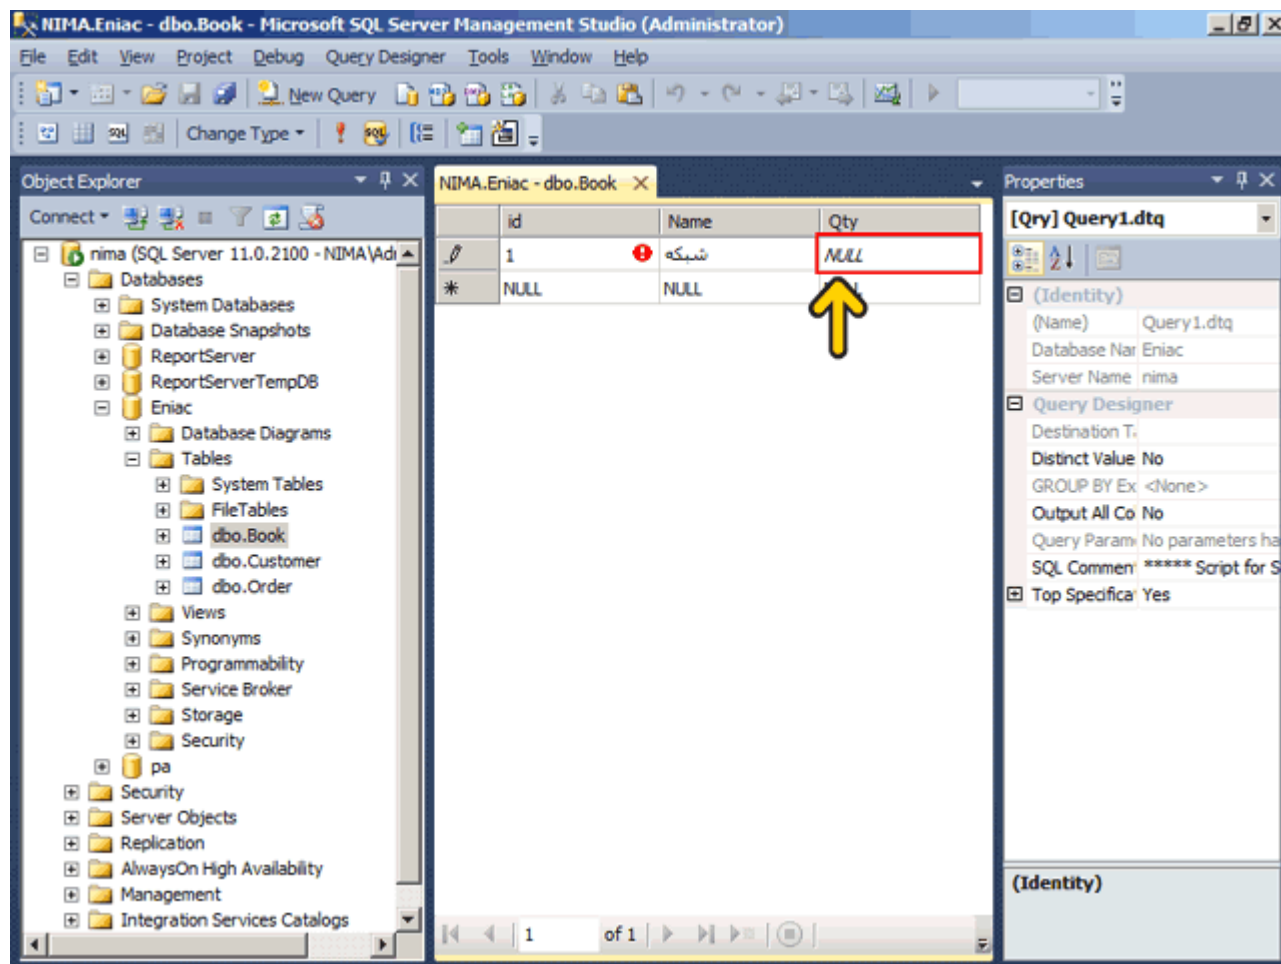 NIMA.Eniac - dbo.Book - Microsoft SQL Server Management Studio (Administrator)
File Edit View Project Debug Query Designer Tools Window Help
New Query
Change Type
Object Explorer
Connect
nima (SQL Server 11.0.2100 - NIMA\Adi
Databases
System Databases
Database Snapshots
ReportServer
ReportServerTempDB
Eniac
Database Diagrams
Tables
System Tables
FileTables
dbo.Book
dbo.Customer
dbo.Order
Views
Synonyms
Programmability
Service Broker
Storage
Security
pa
Security
Server Objects
Replication
AlwaysOn High Availability
Management
Integration Services Catalogs
NIMA.Eniac - dbo.Book
id Name Qty
1 شبکه NULL
NULL NULL
1 of 1
Properties
[Qry] Query1.dtq
(Identity)
(Name) Query1.dtq
Database Nar Eniac
Server Name nima
Query Designer
Destination T
Distinct Value No
GROUP BY Ex <None>
Output All Co No
Query Param No parameters ha
SQL Commen ***** Script for S
Top Specifica Yes
(Identity)